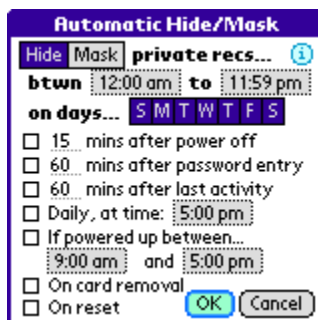 Automatic Hide/Mask
Hide Mask private recs... i
btwn 12:00 am to 11:59 pm
on days... S M T W T F S
15 mins after power off
60 mins after password entry
60 mins after last activity
Daily, at time: 5:00 pm
If powered up between...
9:00 am and 5:00 pm
On card removal
On reset OK Cancel